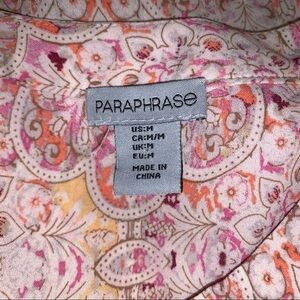 PARAPHRASe
US:M
CA:M/M
UK:M
EU:M
MADE IN
CHINA